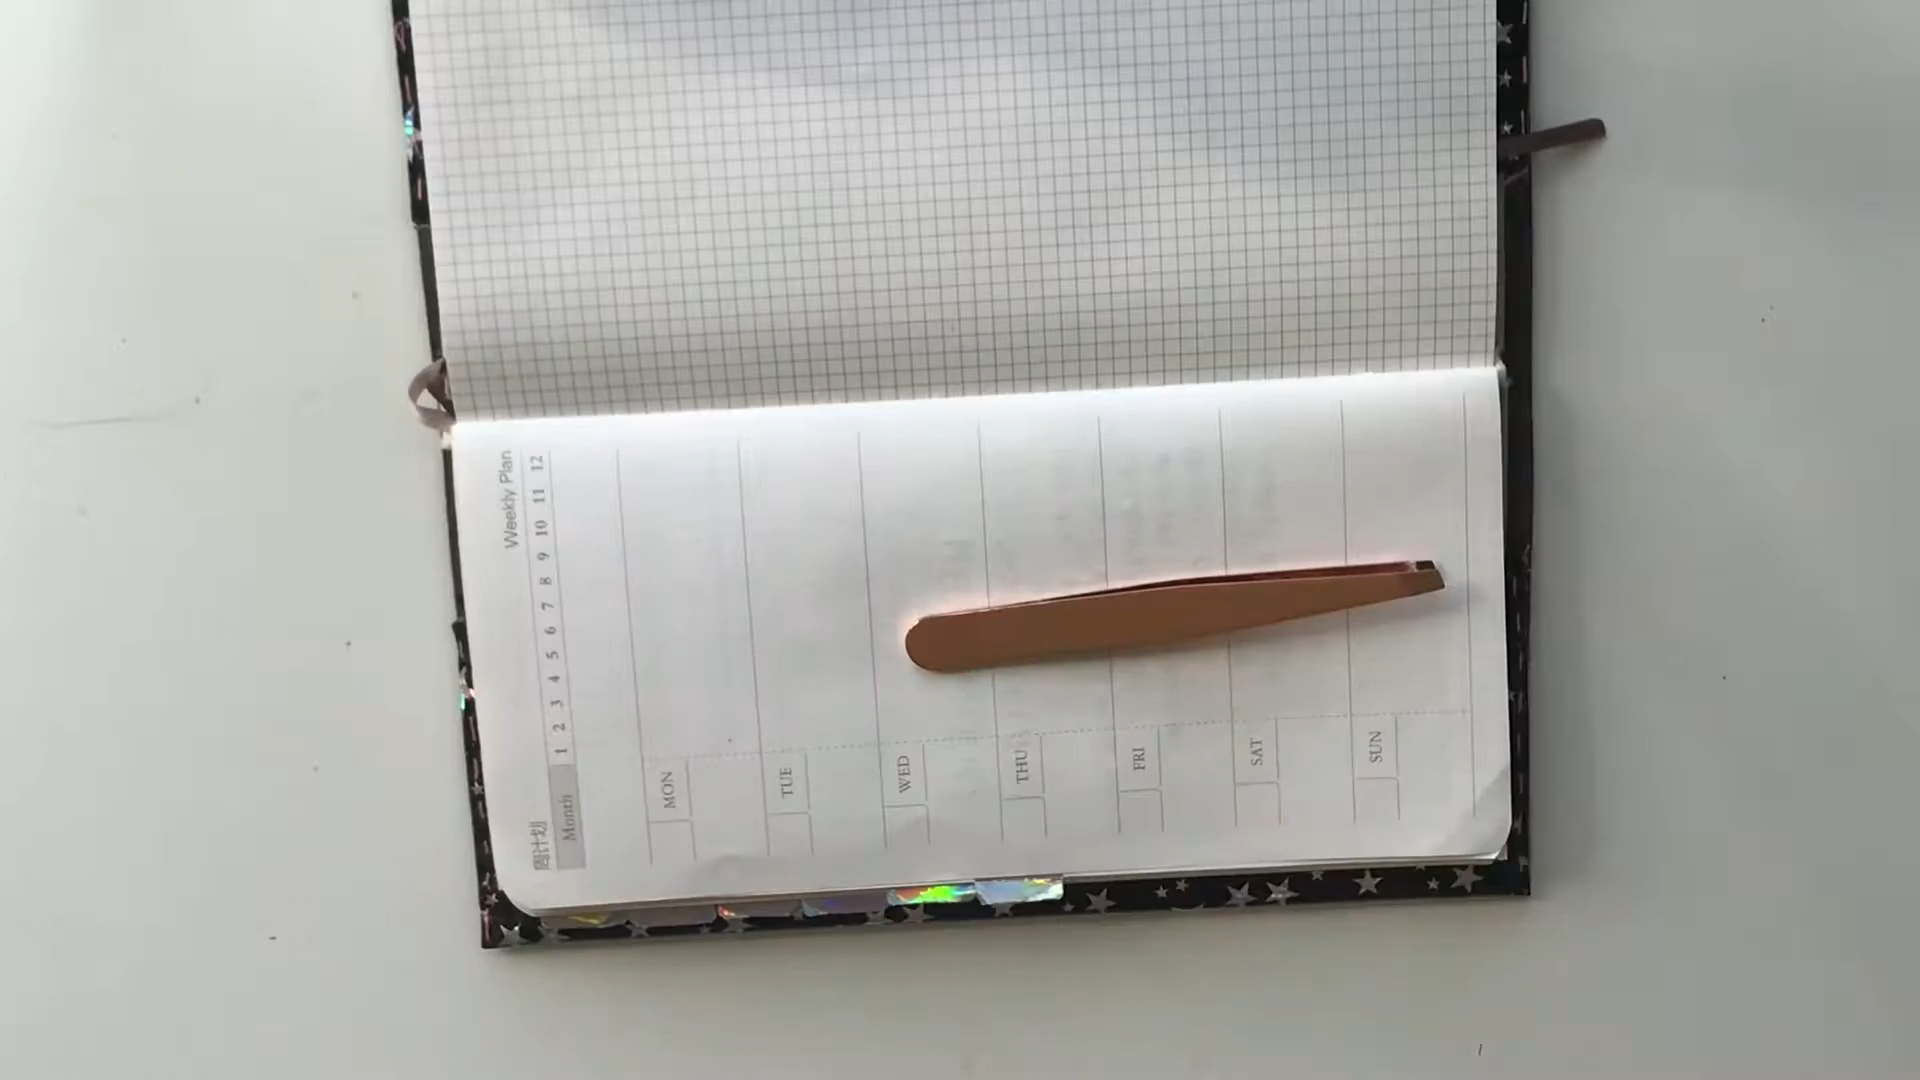 周计划 Weekly Plan
Month 1 2 3 4 5 6 7 8 9 10 11 12
MON
TUE
WED
THU
FRI
SAT
SUN